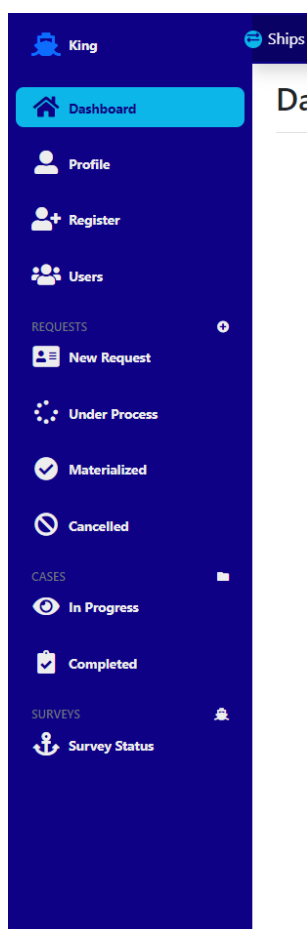 King
Ships
Dashboard
Profile
Register
Users
REQUESTS
New Request
Under Process
Materialized
Cancelled
CASES
In Progress
Completed
SURVEYS
Survey Status